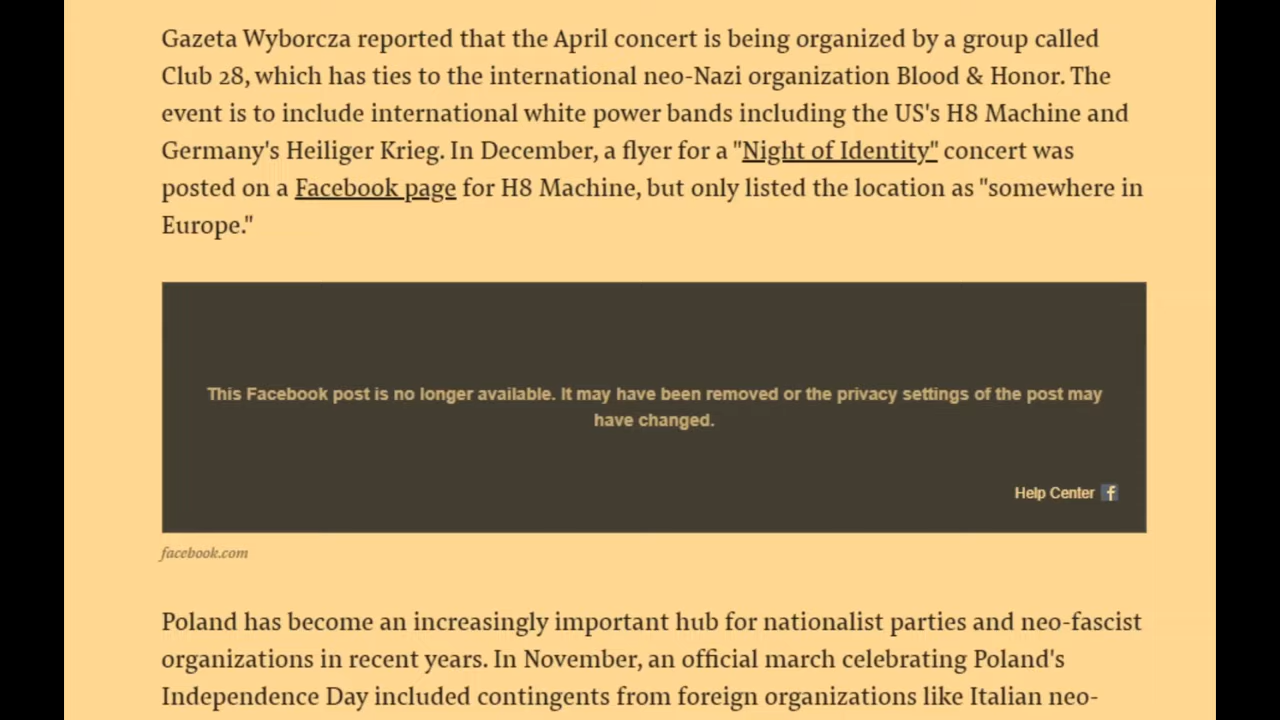 Gazeta Wyborcza reported that the April concert is being organized by a group called
Club 28, which has ties to the international neo-Nazi organization Blood & Honor. The
event is to include international white power bands including the US's H8 Machine and
Germany's Heiliger Krieg. In December, a flyer for a "Night of Identity" concert was
posted on a Facebook page for H8 Machine, but only listed the location as "somewhere in
Europe."
This Facebook post is no longer available. It may have been removed or the privacy settings of the post may
have changed.
Help Center
facebook.com
Poland has become an increasingly important hub for nationalist parties and neo-fascist
organizations in recent years. In November, an official march celebrating Poland's
Independence Day included contingents from foreign organizations like Italian neo-